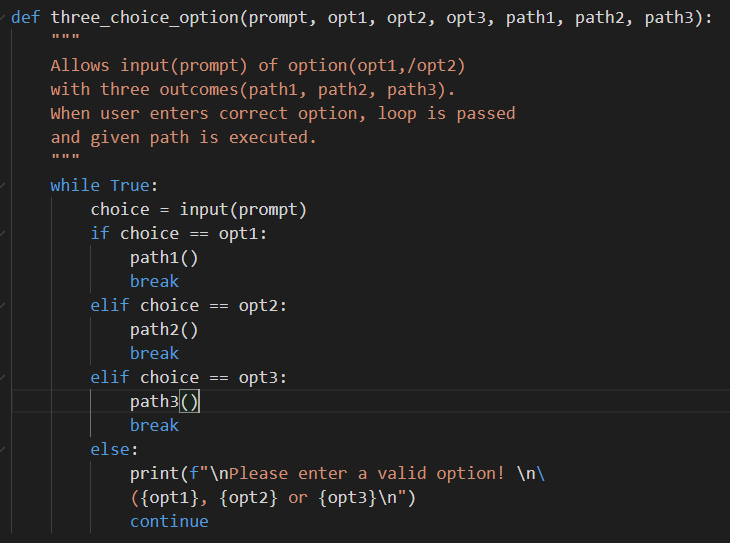 def three_choice_option(prompt, opt1, opt2, opt3, path1, path2, path3):
    """
    Allows input(prompt) of option(opt1,/opt2)
    with three outcomes(path1, path2, path3).
    When user enters correct option, loop is passed
    and given path is executed.
    """
    while True:
        choice = input(prompt)
        if choice == opt1:
            path1()
            break
        elif choice == opt2:
            path2()
            break
        elif choice == opt3:
            path3()
            break
        else:
            print(f"\nPlease enter a valid option! \n\
            ({opt1}, {opt2} or {opt3}\n")
            continue